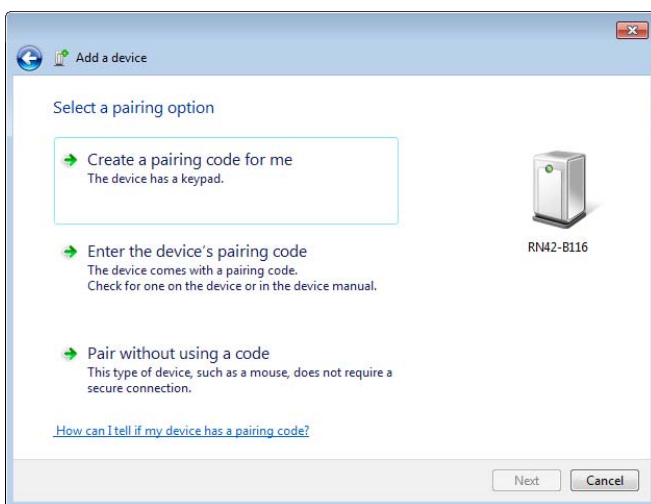 Add a device
Select a pairing option
Create a pairing code for me
The device has a keypad.
RN42-B116
Enter the device's pairing code
The device comes with a pairing code.
Check for one on the device or in the device manual.
Pair without using a code
This type of device, such as a mouse, does not require a
secure connection.
How can I tell if my device has a pairing code?
Next
Cancel